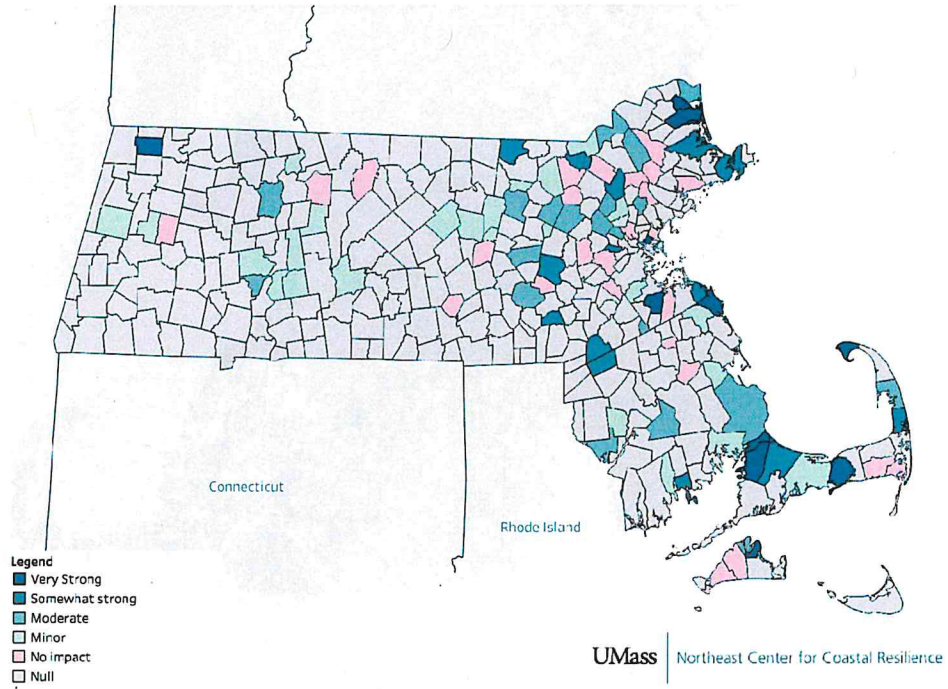 Connecticut
Rhode Island
Legend
Very Strong
Somewhat strong
Moderate
Minor
No impact
Null
UMass
Northeast Center for Coastal Resilience